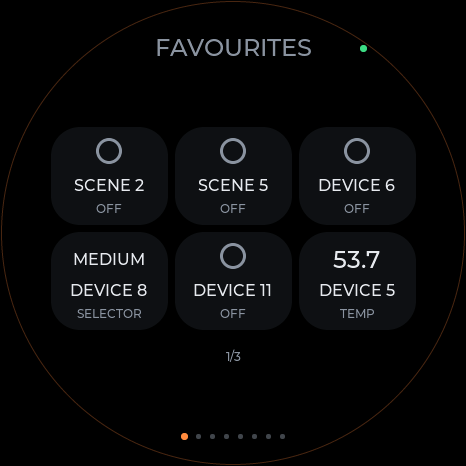 FAVOURITES
SCENE 2
OFF
SCENE 5
OFF
DEVICE 6
OFF
MEDIUM
DEVICE 8
SELECTOR
DEVICE 11
OFF
53.7
DEVICE 5
TEMP
1/3